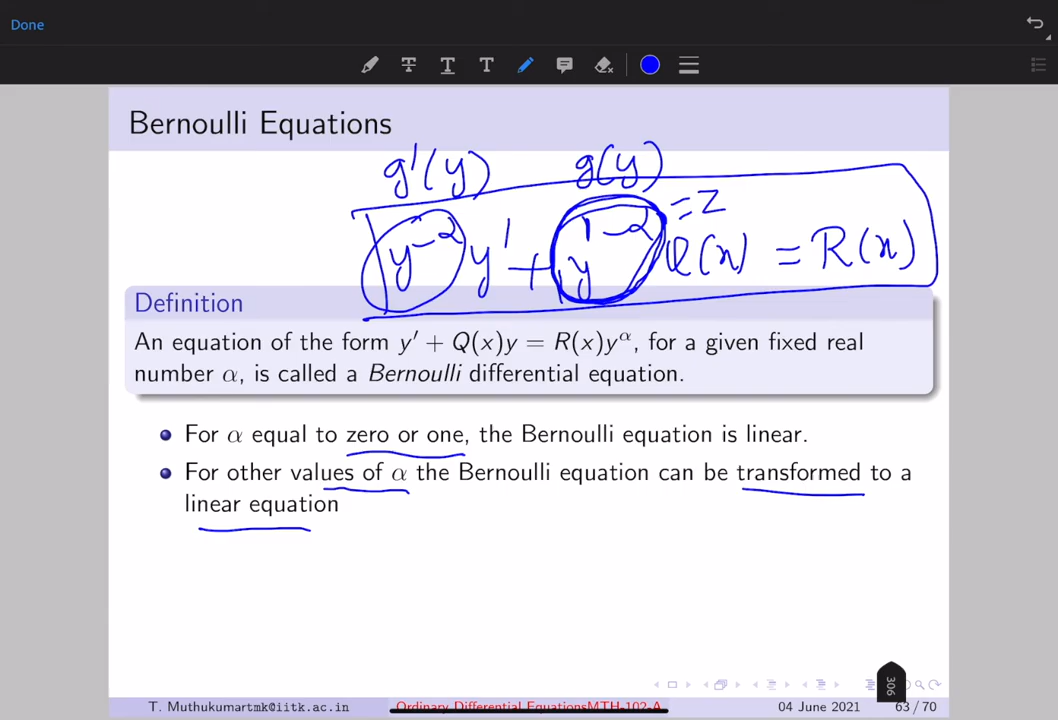 Done
Bernoulli Equations
g'(y) g(y)
= z
y^-α y' + y^1-α Q(x) = R(x)
Definition
An equation of the form y′ + Q(x)y = R(x)y^α, for a given fixed real
number α, is called a Bernoulli differential equation.
For α equal to zero or one, the Bernoulli equation is linear.
For other values of α the Bernoulli equation can be transformed to a
linear equation
306
T. Muthukumartmk@iitk.ac.in Ordinary Differential EquationsMTH-102-A 04 June 2021 63 / 70